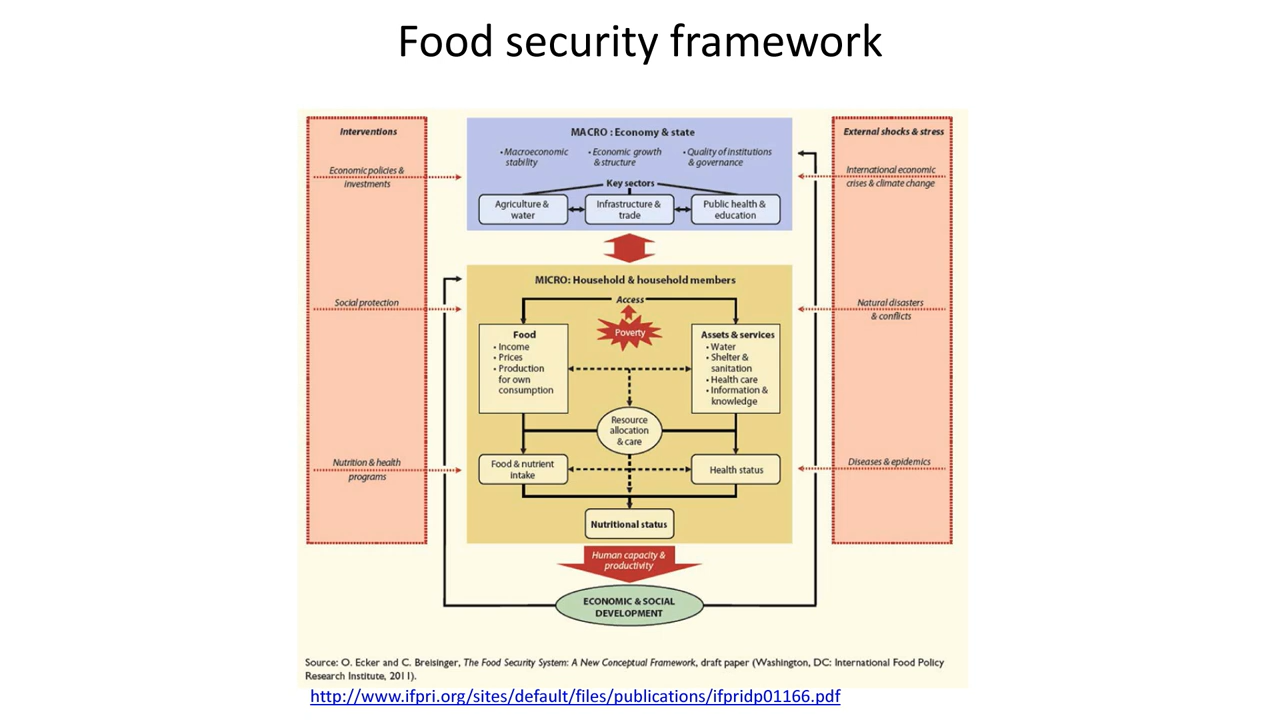 Food security framework
Interventions
Economic policies &
investments
Social protection
Nutrition & health
programs
MACRO : Economy & state
• Macroeconomic
stability
• Economic growth
& structure
• Quality of institutions
& governance
Key sectors
Agriculture &
water
Infrastructure &
trade
Public health &
education
MICRO: Household & household members
Access
Poverty
Food
• Income
• Prices
• Production
for own
consumption
Assets & services
• Water
• Shelter &
sanitation
• Health care
• Information &
knowledge
Resource
allocation
& care
Food & nutrient
intake
Health status
Nutritional status
Human capacity &
productivity
ECONOMIC & SOCIAL
DEVELOPMENT
External shocks & stress
International economic
crises & climate change
Natural disasters
& conflicts
Diseases & epidemics
Source: O. Ecker and C. Breisinger, The Food Security System: A New Conceptual Framework, draft paper (Washington, DC: International Food Policy
Research Institute, 2011).
http://www.ifpri.org/sites/default/files/publications/ifpridp01166.pdf